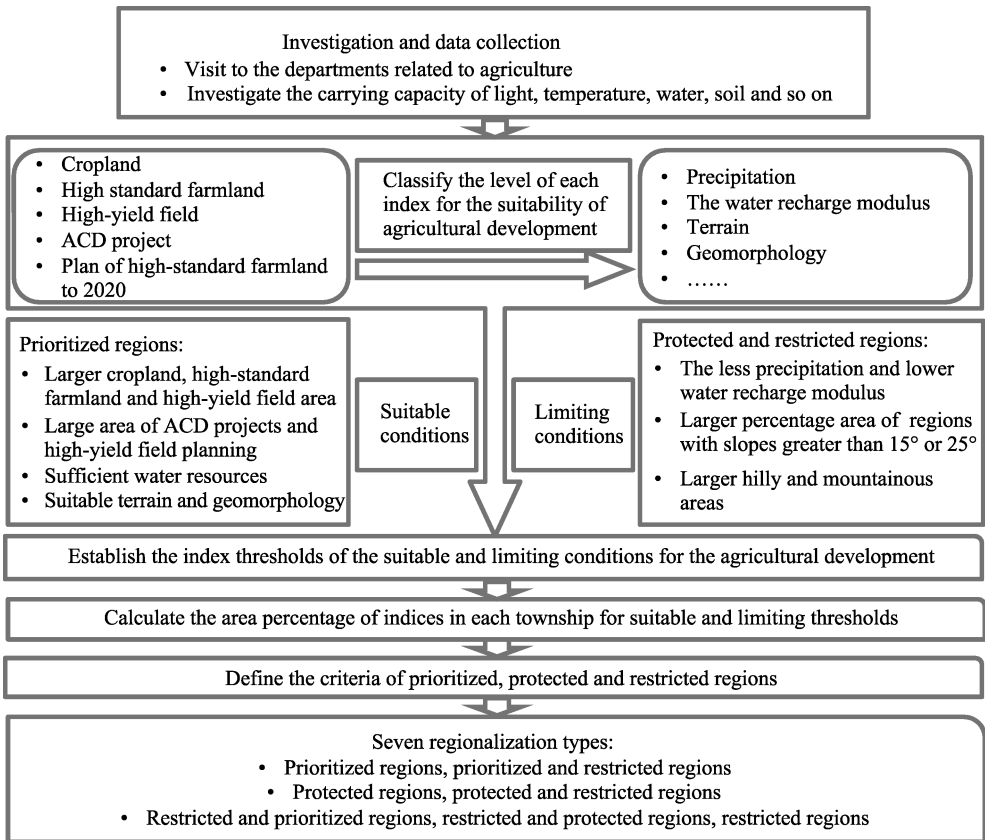 Investigation and data collection
• Visit to the departments related to agriculture
• Investigate the carrying capacity of light, temperature, water, soil and so on
• Cropland
• High standard farmland
• High-yield field
• ACD project
• Plan of high-standard farmland
to 2020
Classify the level of each
index for the suitability of
agricultural development
• Precipitation
• The water recharge modulus
• Terrain
• Geomorphology
• ……
Prioritized regions:
• Larger cropland, high-standard
farmland and high-yield field area
• Large area of ACD projects and
high-yield field planning
• Sufficient water resources
• Suitable terrain and geomorphology
Suitable
conditions
Limiting
conditions
Protected and restricted regions:
• The less precipitation and lower
water recharge modulus
• Larger percentage area of regions
with slopes greater than 15° or 25°
• Larger hilly and mountainous
areas
Establish the index thresholds of the suitable and limiting conditions for the agricultural development
Calculate the area percentage of indices in each township for suitable and limiting thresholds
Define the criteria of prioritized, protected and restricted regions
Seven regionalization types:
• Prioritized regions, prioritized and restricted regions
• Protected regions, protected and restricted regions
• Restricted and prioritized regions, restricted and protected regions, restricted regions